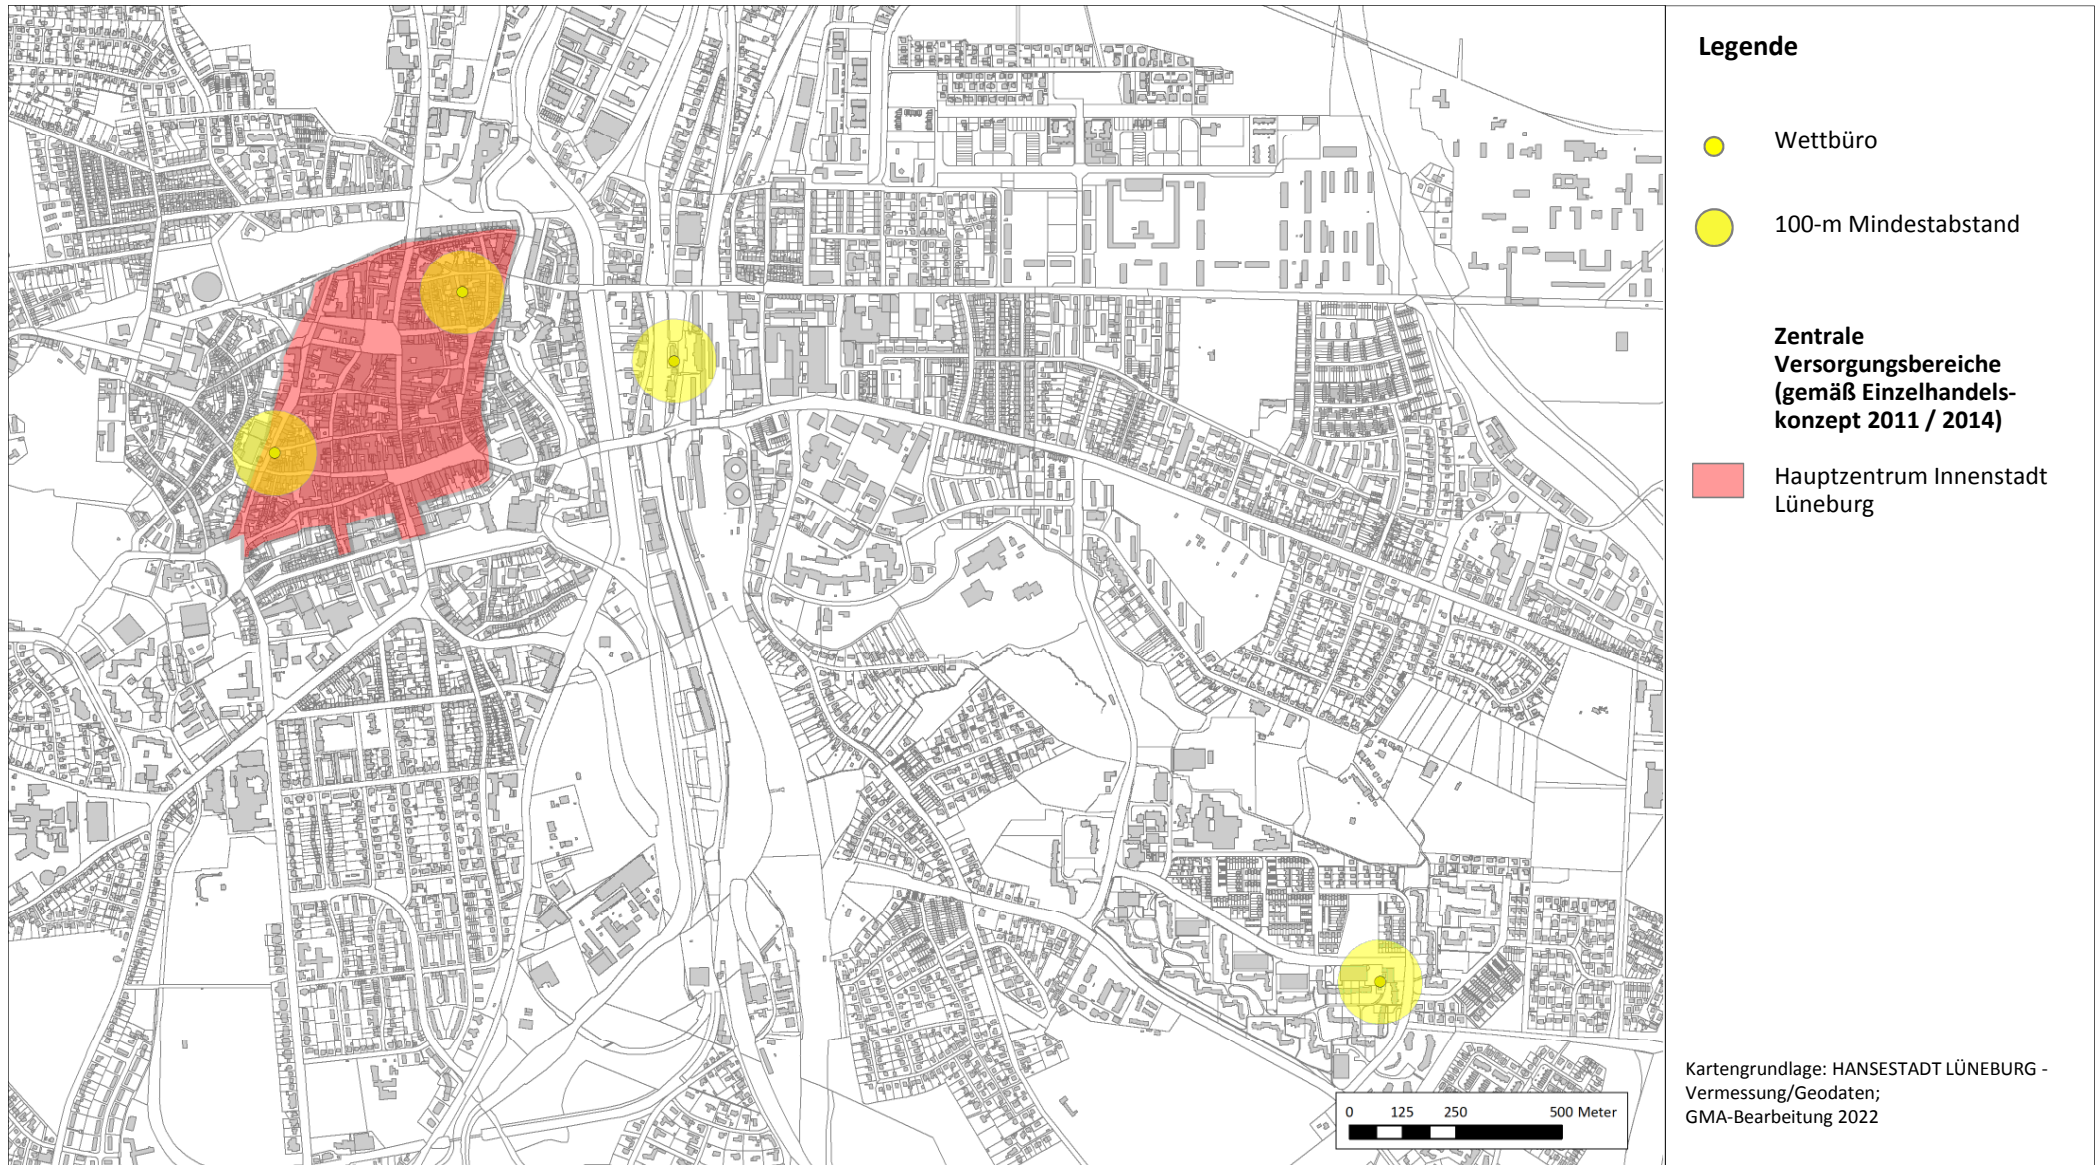 Legende
Wettbüro
100-m Mindestabstand
Zentrale
Versorgungsbereiche
(gemäß Einzelhandels-
konzept 2011 / 2014)
Hauptzentrum Innenstadt
Lüneburg
Kartengrundlage: HANSESTADT LÜNEBURG -
Vermessung/Geodaten;
GMA-Bearbeitung 2022
0 125 250 500 Meter